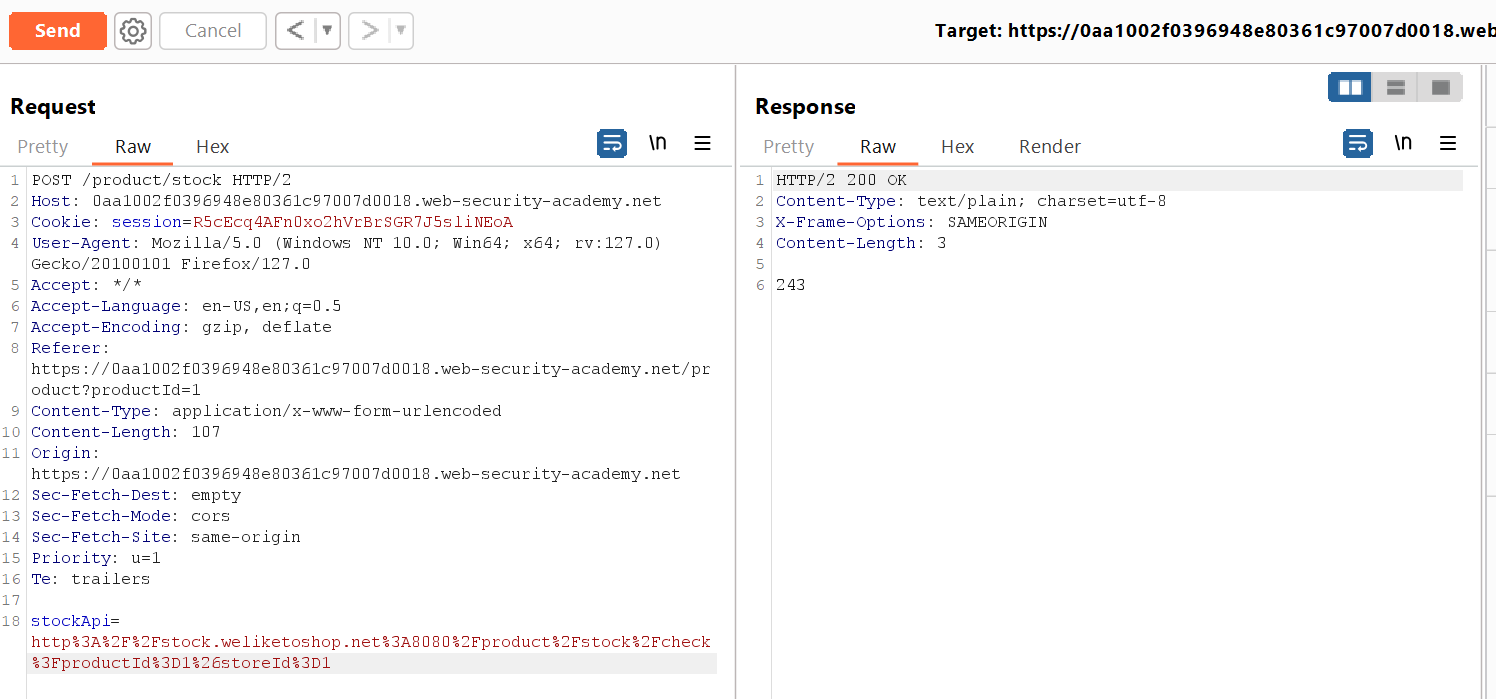 Send
Cancel
<
>
Target: https://0aa1002f0396948e80361c97007d0018.web
Request
Pretty Raw Hex
\n
1 POST /product/stock HTTP/2
2 Host: 0aa1002f0396948e80361c97007d0018.web-security-academy.net
3 Cookie: session=R5cEcq4AFn0xo2hVrBrSGR7J5sliNEoA
4 User-Agent: Mozilla/5.0 (Windows NT 10.0; Win64; x64; rv:127.0)
Gecko/20100101 Firefox/127.0
5 Accept: */*
6 Accept-Language: en-US,en;q=0.5
7 Accept-Encoding: gzip, deflate
8 Referer:
https://0aa1002f0396948e80361c97007d0018.web-security-academy.net/pr
oduct?productId=1
9 Content-Type: application/x-www-form-urlencoded
10 Content-Length: 107
11 Origin:
https://0aa1002f0396948e80361c97007d0018.web-security-academy.net
12 Sec-Fetch-Dest: empty
13 Sec-Fetch-Mode: cors
14 Sec-Fetch-Site: same-origin
15 Priority: u=1
16 Te: trailers
17
18 stockApi=
http%3A%2F%2Fstock.weliketoshop.net%3A8080%2Fproduct%2Fstock%2Fcheck
%3FproductId%3D1%26storeId%3D1
Response
Pretty Raw Hex Render
\n
1 HTTP/2 200 OK
2 Content-Type: text/plain; charset=utf-8
3 X-Frame-Options: SAMEORIGIN
4 Content-Length: 3
5
6 243